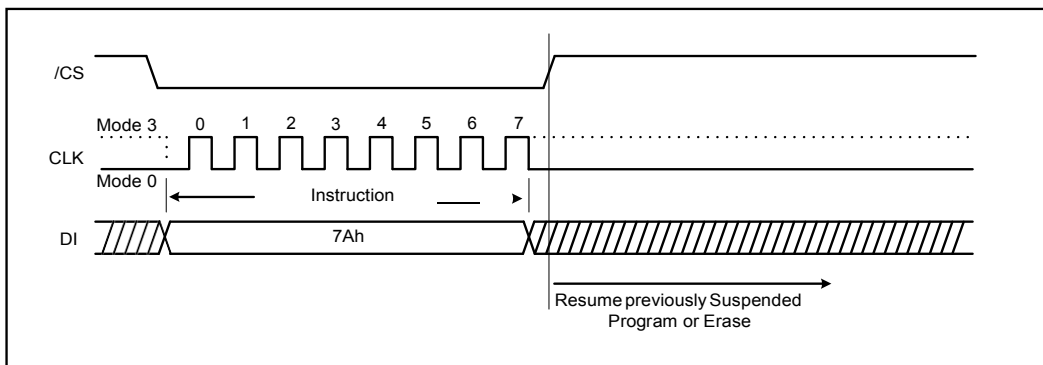 /CS
Mode 3 0 1 2 3 4 5 6 7
CLK
Mode 0
Instruction
DI
7Ah
Resume previously Suspended
Program or Erase